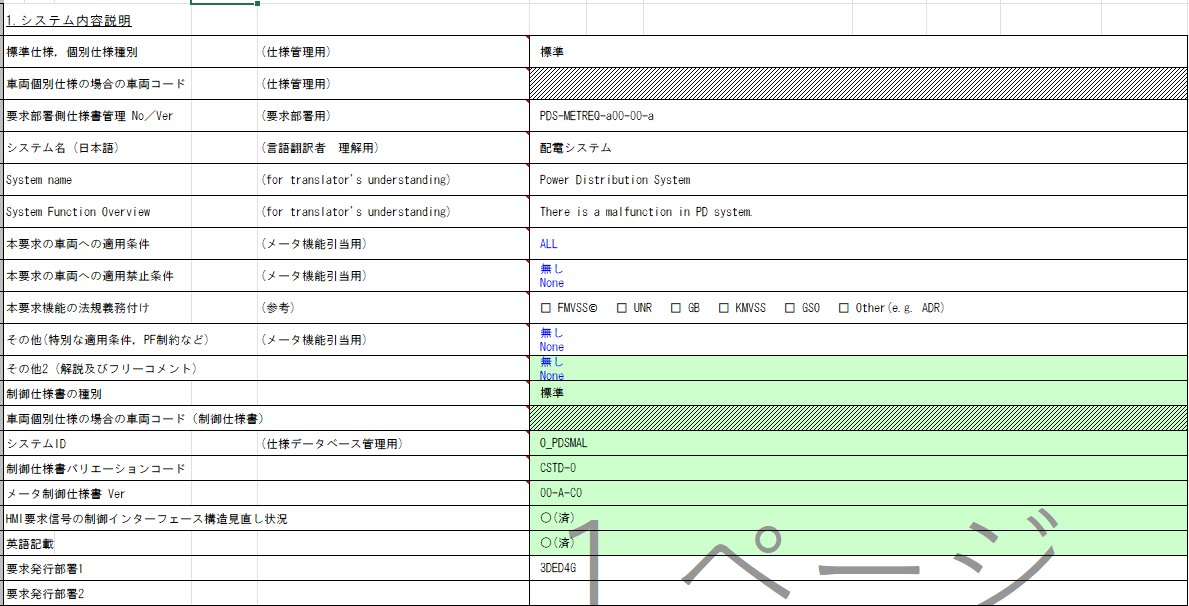 1. システム内容説明
標準仕様，個別仕様種別 (仕様管理用) 標準
車両個別仕様の場合の車両コード (仕様管理用)
要求部署側仕様書管理 No／Ver (要求部署用) PDS-METREQ-a00-00-a
システム名（日本語） (言語翻訳者　理解用) 配電システム
System name (for translator's understanding) Power Distribution System
System Function Overview (for translator's understanding) There is a malfunction in PD system.
本要求の車両への適用条件 (メータ機能引当用) ALL
本要求の車両への適用禁止条件 (メータ機能引当用) 無し
None
本要求機能の法規義務付け (参考) □ FMVSS© □ UNR □ GB □ KMVSS □ GSO □ Other(e.g. ADR)
その他(特別な適用条件，PF制約など) (メータ機能引当用) 無し
None
その他2（解説及びフリーコメント） 無し
None
制御仕様書の種別 標準
車両個別仕様の場合の車両コード（制御仕様書）
システムID (仕様データベース管理用) O_PDSMAL
制御仕様書バリエーションコード CSTD-0
メータ制御仕様書 Ver 00-A-C0
HMI要求信号の制御インターフェース構造見直し状況 ○(済)
英語記載 ○(済)
要求発行部署1 3DED4G
要求発行部署2
1 ページ